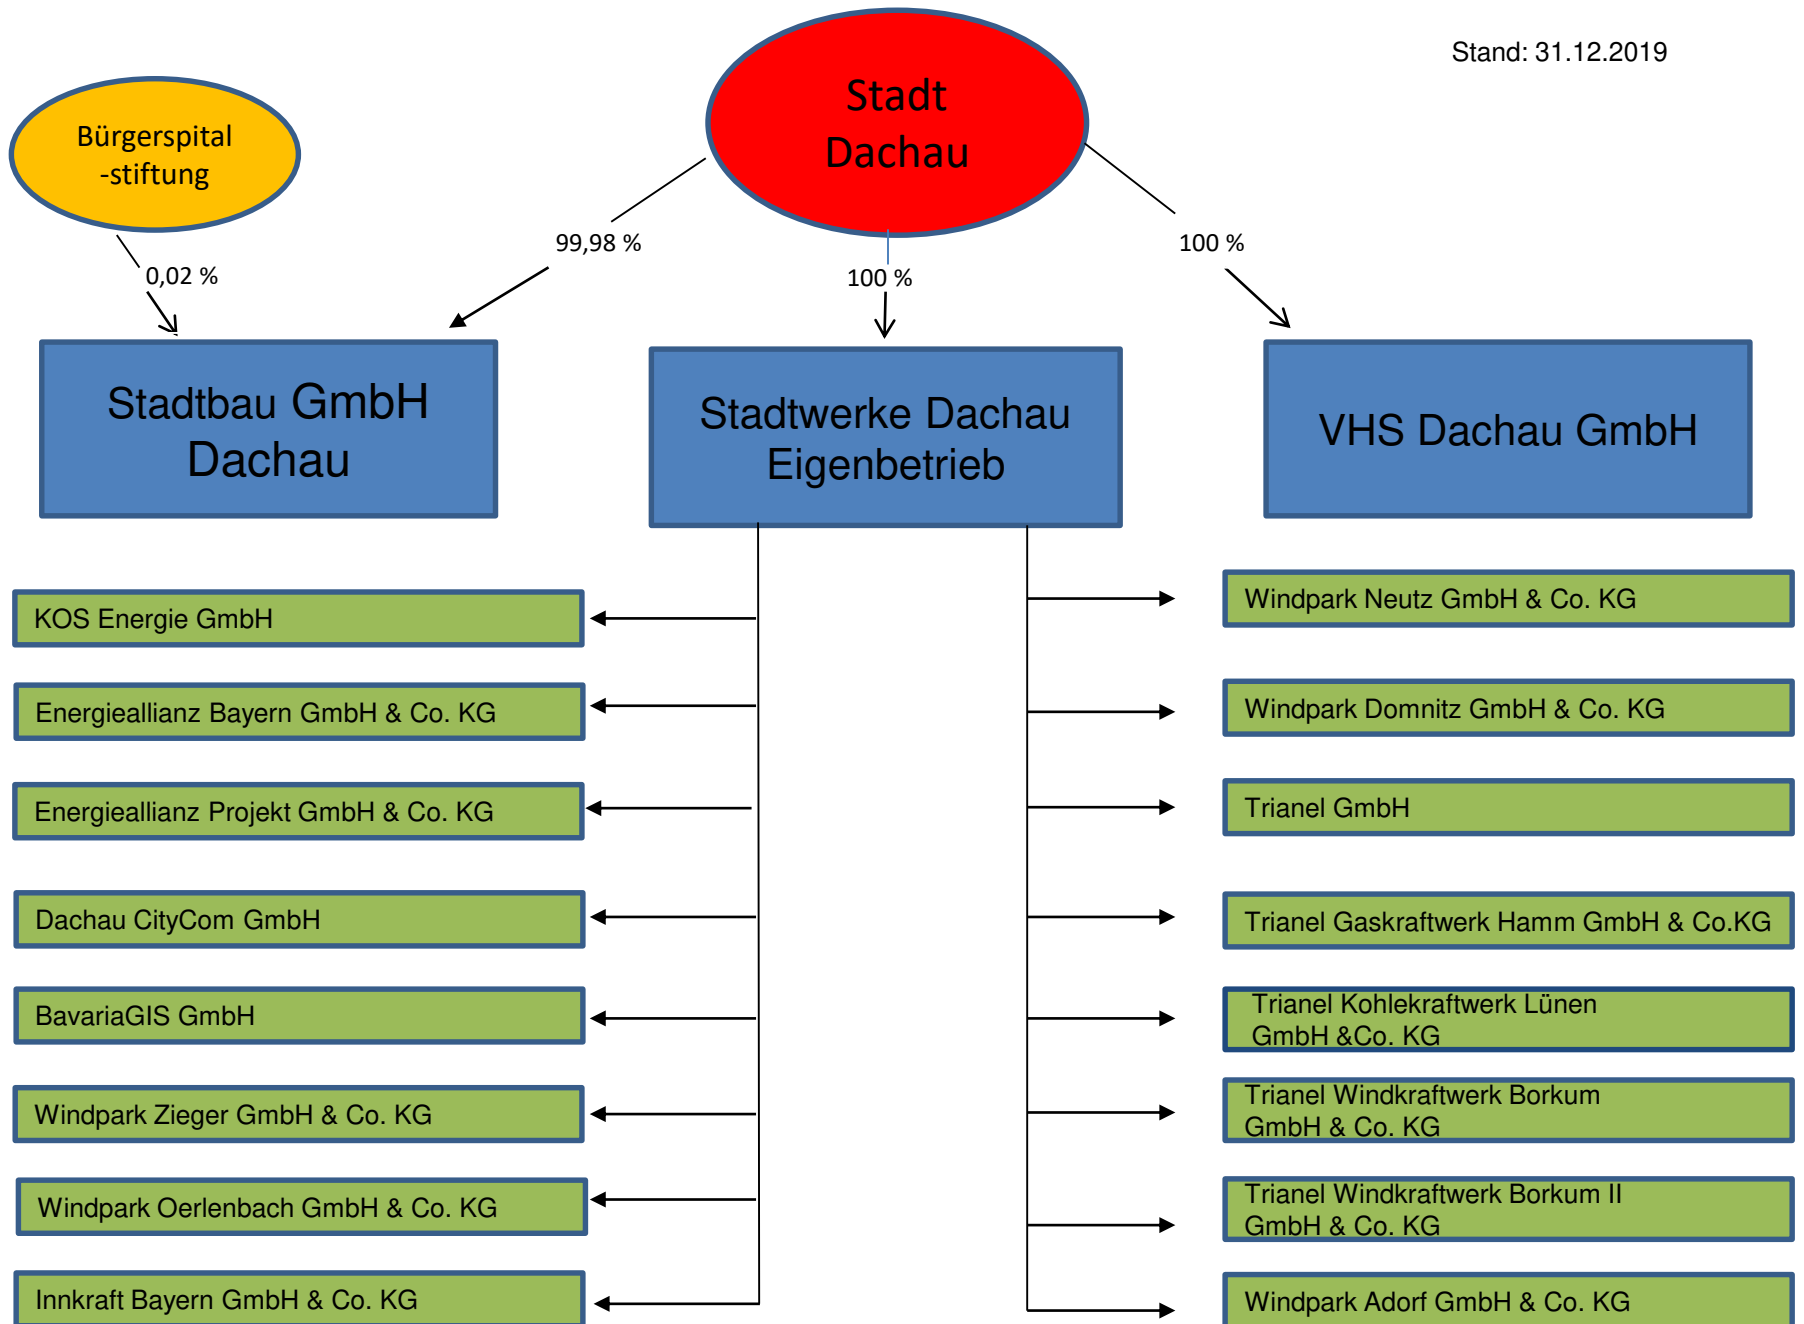 Stand: 31.12.2019
Stadt
Dachau
Bürgerspital
-stiftung
99,98 %
100 %
100 %
0,02 %
Stadtbau GmbH
Dachau
Stadtwerke Dachau
Eigenbetrieb
VHS Dachau GmbH
KOS Energie GmbH
Energieallianz Bayern GmbH & Co. KG
Energieallianz Projekt GmbH & Co. KG
Dachau CityCom GmbH
BavariaGIS GmbH
Windpark Zieger GmbH & Co. KG
Windpark Oerlenbach GmbH & Co. KG
Innkraft Bayern GmbH & Co. KG
Windpark Neutz GmbH & Co. KG
Windpark Domnitz GmbH & Co. KG
Trianel GmbH
Trianel Gaskraftwerk Hamm GmbH & Co.KG
Trianel Kohlekraftwerk Lünen
GmbH &Co. KG
Trianel Windkraftwerk Borkum
GmbH & Co. KG
Trianel Windkraftwerk Borkum II
GmbH & Co. KG
Windpark Adorf GmbH & Co. KG